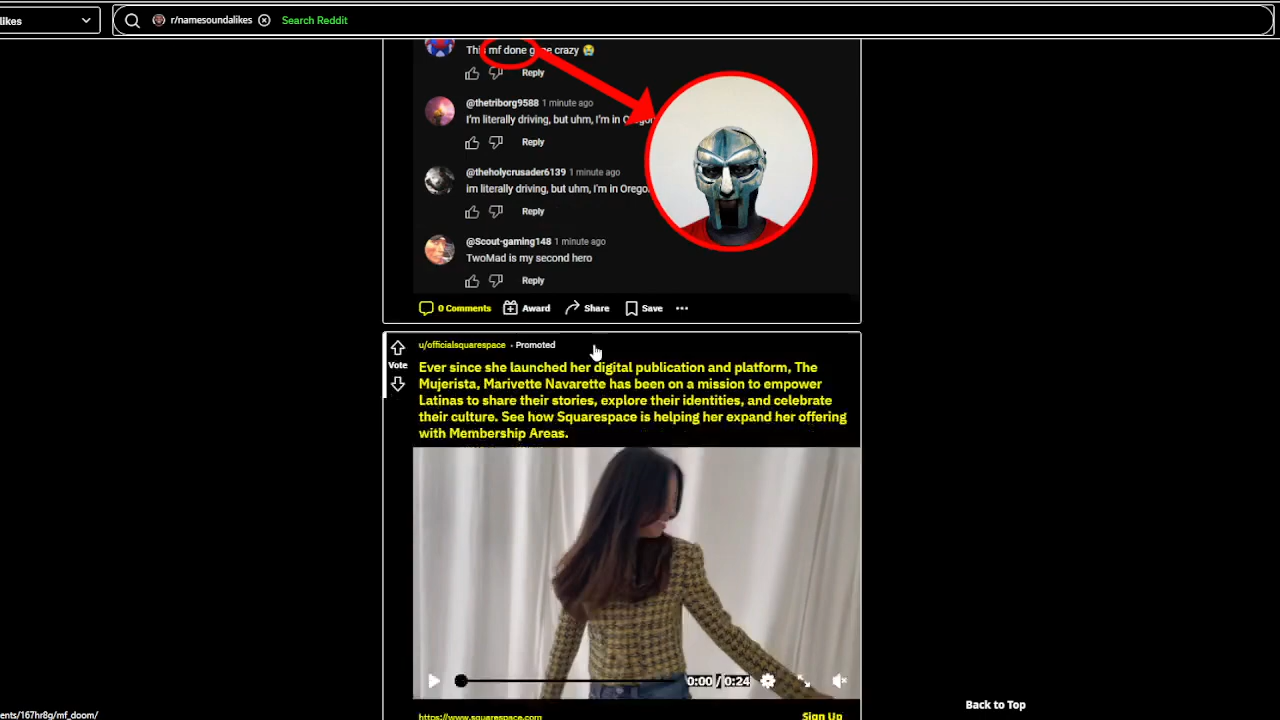 likes
r/namesoundalikes
Search Reddit
This mf done gone crazy 😭
Reply
@thetriborg9588 1 minute ago
I'm literally driving, but uhm, I'm in Oregon
Reply
@theholycrusader6139 1 minute ago
im literally driving, but uhm, I'm in Orego
Reply
@Scout-gaming148 1 minute ago
TwoMad is my second hero
Reply
0 Comments Award Share Save ...
u/officialsquarespace • Promoted
Vote
Ever since she launched her digital publication and platform, The
Mujerista, Marivette Navarette has been on a mission to empower
Latinas to share their stories, explore their identities, and celebrate
their culture. See how Squarespace is helping her expand her offering
with Membership Areas.
0:00 / 0:24
https://www.squarespace.com
Sign Up
Back to Top
ents/167hr8g/mf_doom/